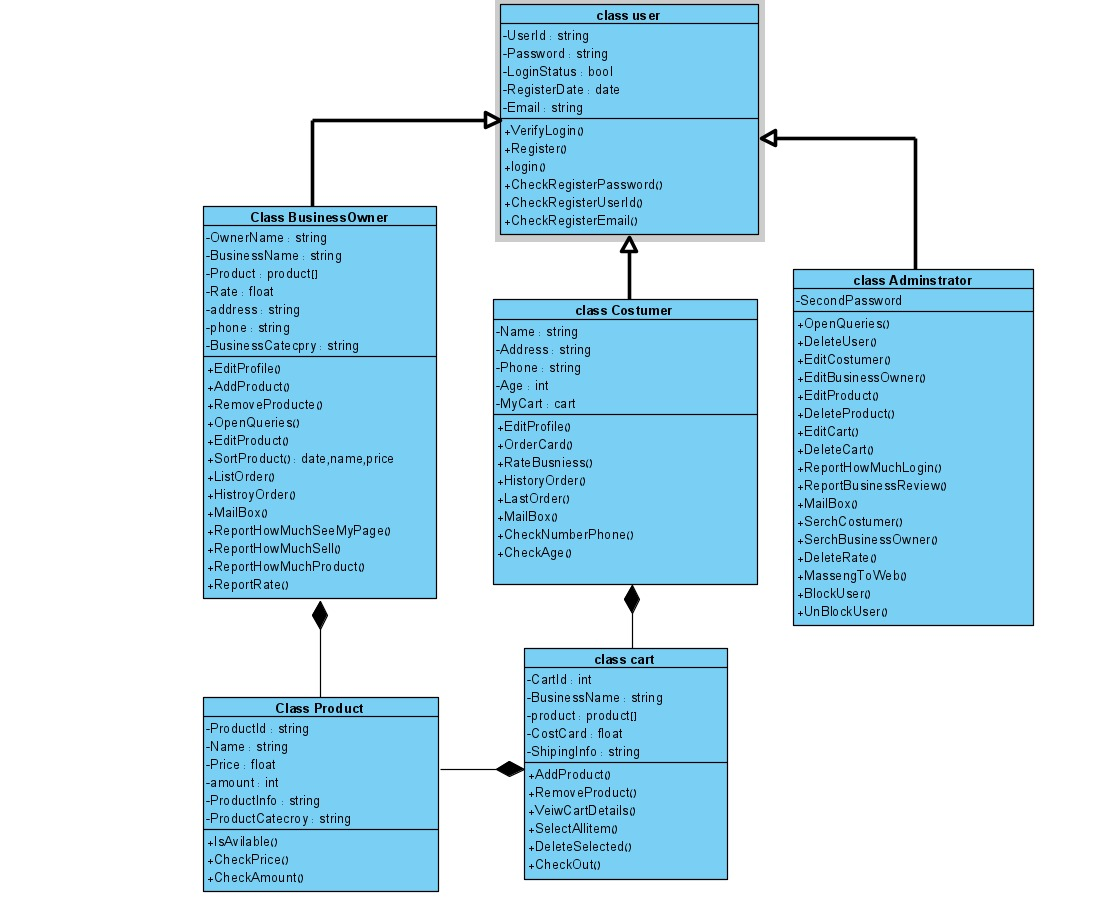 class user
-UserId : string
-Password : string
-LoginStatus : bool
-RegisterDate : date
-Email : string
+VerifyLogin()
+Register()
+login()
+CheckRegisterPassword()
+CheckRegisterUserId()
+CheckRegisterEmail()
Class BusinessOwner
-OwnerName : string
-BusinessName : string
-Product : product[]
-Rate : float
-address : string
-phone : string
-BusinessCatecpry : string
+EditProfile()
+AddProduct()
+RemoveProducte()
+OpenQueries()
+EditProduct()
+SortProduct() : date,name,price
+ListOrder()
+HistroyOrder()
+MailBox()
+ReportHowMuchSeeMyPage()
+ReportHowMuchSell()
+ReportHowMuchProduct()
+ReportRate()
class Costumer
-Name : string
-Address : string
-Phone : string
-Age : int
-MyCart : cart
+EditProfile()
+OrderCard()
+RateBusniess()
+HistoryOrder()
+LastOrder()
+MailBox()
+CheckNumberPhone()
+CheckAge()
class Adminstrator
-SecondPassword
+OpenQueries()
+DeleteUser()
+EditCostumer()
+EditBusinessOwner()
+EditProduct()
+DeleteProduct()
+EditCart()
+DeleteCart()
+ReportHowMuchLogin()
+ReportBusinessReview()
+MailBox()
+SerchCostumer()
+SerchBusinessOwner()
+DeleteRate()
+MassengToWeb()
+BlockUser()
+UnBlockUser()
Class Product
-ProductId : string
-Name : string
-Price : float
-amount : int
-ProductInfo : string
-ProductCatecroy : string
+IsAvilable()
+CheckPrice()
+CheckAmount()
class cart
-CartId : int
-BusinessName : string
-product : product[]
-CostCard : float
-ShipingInfo : string
+AddProduct()
+RemoveProduct()
+VeiwCartDetails()
+SelectAllitem()
+DeleteSelected()
+CheckOut()